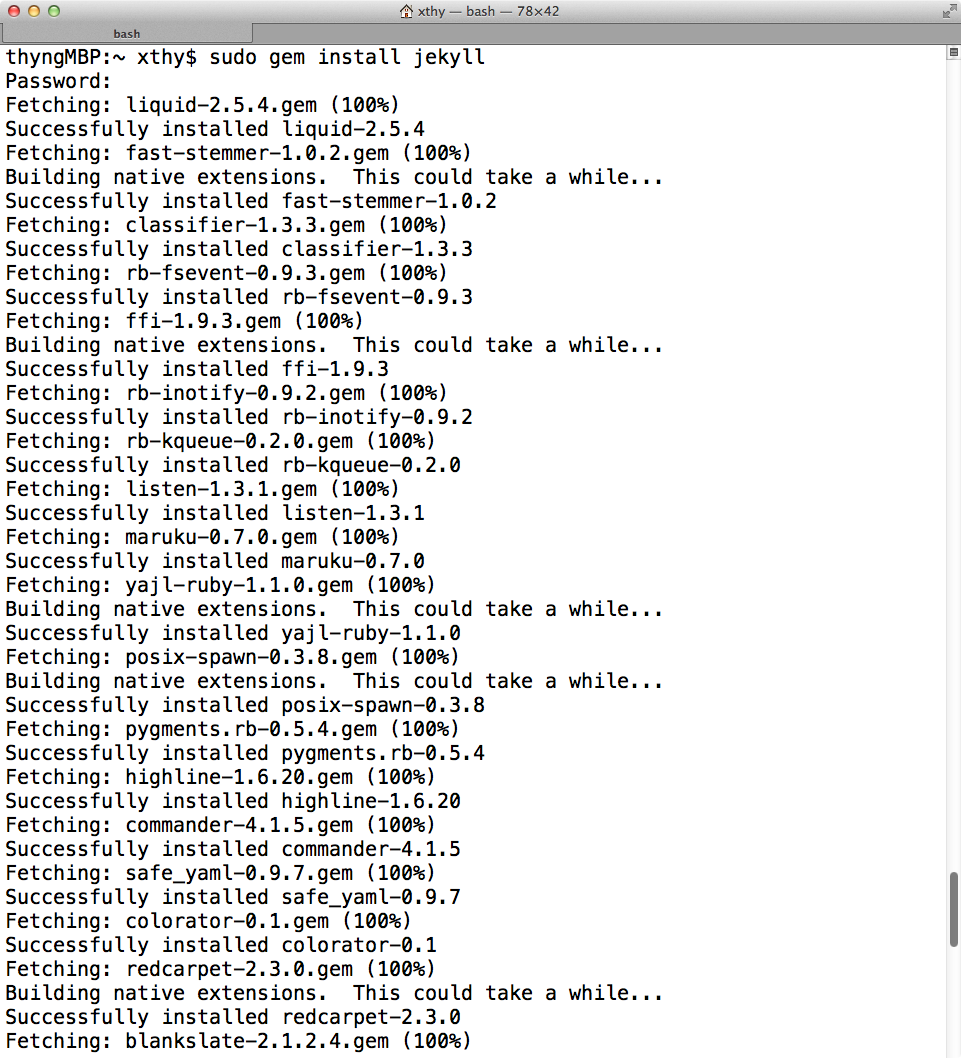 xthy — bash — 78×42
bash
thyngMBP:~ xthy$ sudo gem install jekyll
Password:
Fetching: liquid-2.5.4.gem (100%)
Successfully installed liquid-2.5.4
Fetching: fast-stemmer-1.0.2.gem (100%)
Building native extensions.  This could take a while...
Successfully installed fast-stemmer-1.0.2
Fetching: classifier-1.3.3.gem (100%)
Successfully installed classifier-1.3.3
Fetching: rb-fsevent-0.9.3.gem (100%)
Successfully installed rb-fsevent-0.9.3
Fetching: ffi-1.9.3.gem (100%)
Building native extensions.  This could take a while...
Successfully installed ffi-1.9.3
Fetching: rb-inotify-0.9.2.gem (100%)
Successfully installed rb-inotify-0.9.2
Fetching: rb-kqueue-0.2.0.gem (100%)
Successfully installed rb-kqueue-0.2.0
Fetching: listen-1.3.1.gem (100%)
Successfully installed listen-1.3.1
Fetching: maruku-0.7.0.gem (100%)
Successfully installed maruku-0.7.0
Fetching: yajl-ruby-1.1.0.gem (100%)
Building native extensions.  This could take a while...
Successfully installed yajl-ruby-1.1.0
Fetching: posix-spawn-0.3.8.gem (100%)
Building native extensions.  This could take a while...
Successfully installed posix-spawn-0.3.8
Fetching: pygments.rb-0.5.4.gem (100%)
Successfully installed pygments.rb-0.5.4
Fetching: highline-1.6.20.gem (100%)
Successfully installed highline-1.6.20
Fetching: commander-4.1.5.gem (100%)
Successfully installed commander-4.1.5
Fetching: safe_yaml-0.9.7.gem (100%)
Successfully installed safe_yaml-0.9.7
Fetching: colorator-0.1.gem (100%)
Successfully installed colorator-0.1
Fetching: redcarpet-2.3.0.gem (100%)
Building native extensions.  This could take a while...
Successfully installed redcarpet-2.3.0
Fetching: blankslate-2.1.2.4.gem (100%)